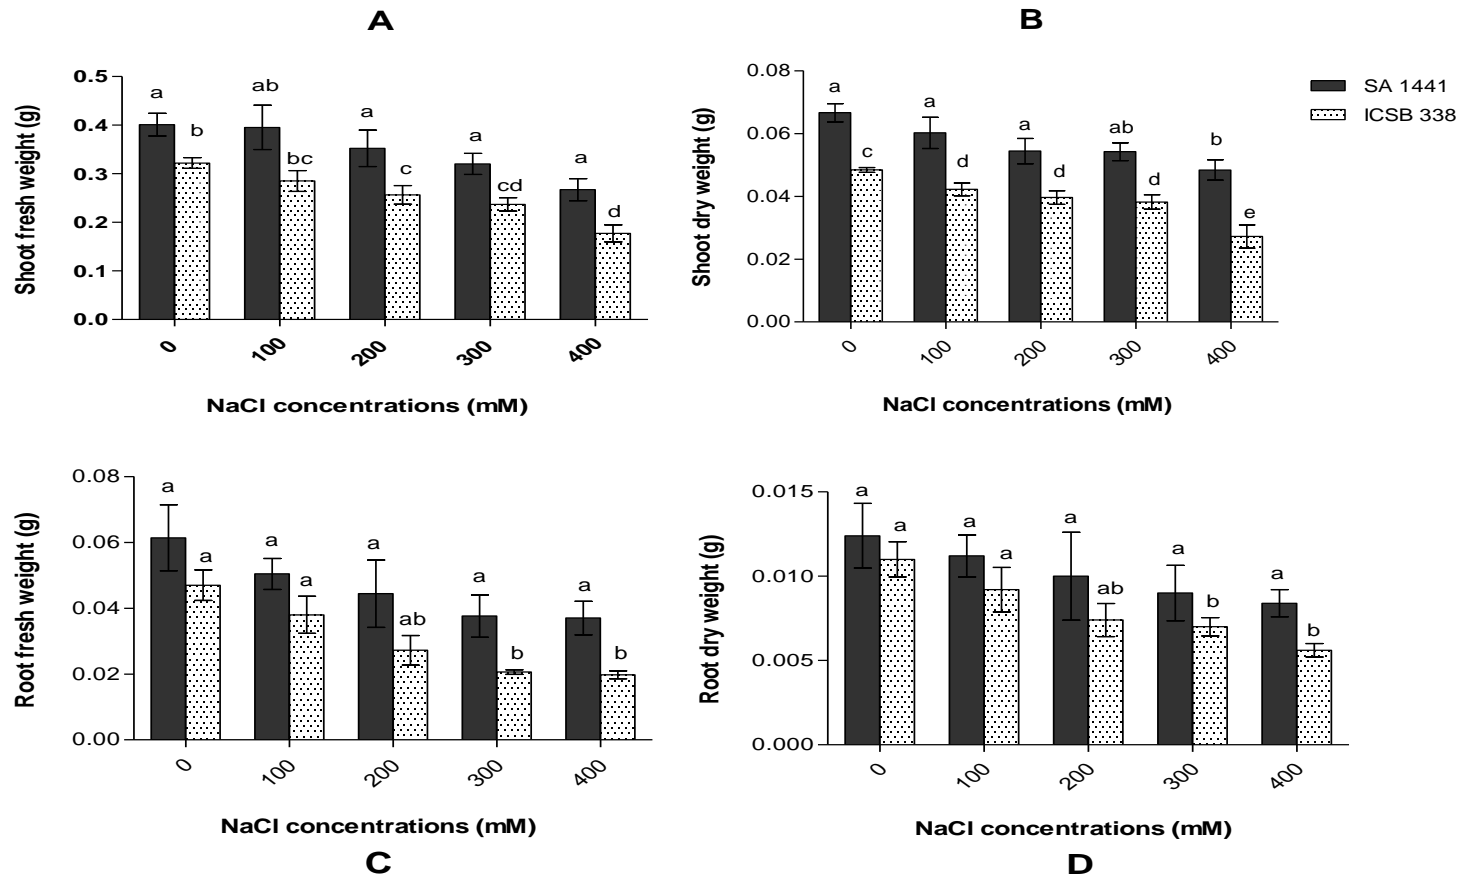 A
B
0.5
0.4
0.3
0.2
0.1
0.0
Shoot fresh weight (g)
a
b
ab
bc
a
c
a
cd
a
d
0
100
200
300
400
NaCl concentrations (mM)
0.08
0.06
0.04
0.02
0.00
Shoot dry weight (g)
a
c
a
d
a
d
ab
d
b
e
0
100
200
300
400
NaCl concentrations (mM)
SA 1441
ICSB 338
0.08
0.06
0.04
0.02
0.00
Root fresh weight (g)
a
a
a
a
a
ab
a
b
a
b
0
100
200
300
400
NaCl concentrations (mM)
C
0.015
0.010
0.005
0.000
Root dry weight (g)
a
a
a
a
a
ab
a
b
a
b
0
100
200
300
400
NaCl concentrations (mM)
D